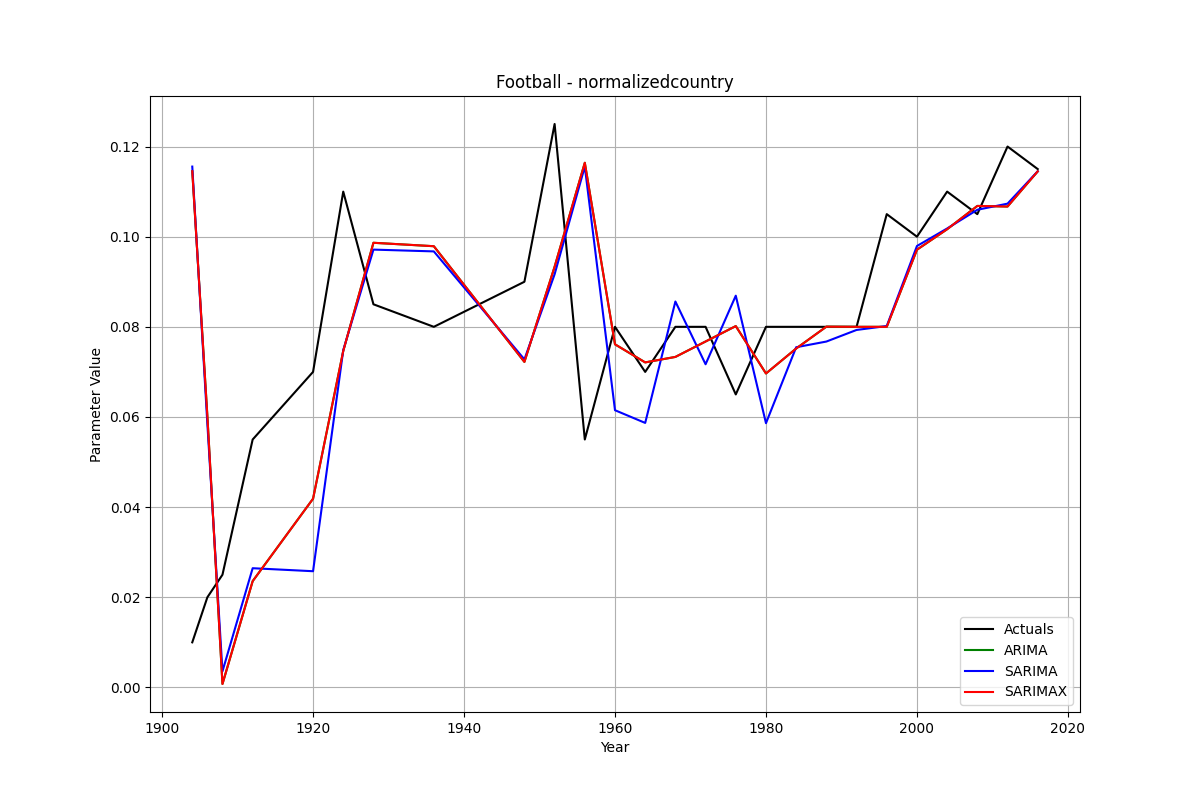 Football - normalizedcountry
0.12
0.10
0.08
0.06
0.04
0.02
0.00
Parameter Value
1900 1920 1940 1960 1980 2000 2020
Year
Actuals
ARIMA
SARIMA
SARIMAX